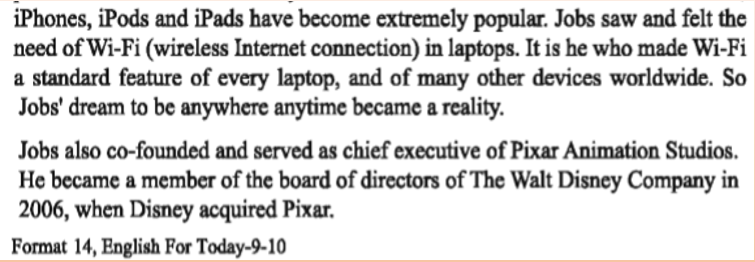 iPhones, iPods and iPads have become extremely popular. Jobs saw and felt the
need of Wi-Fi (wireless Internet connection) in laptops. It is he who made Wi-Fi
a standard feature of every laptop, and of many other devices worldwide. So
Jobs' dream to be anywhere anytime became a reality.
Jobs also co-founded and served as chief executive of Pixar Animation Studios.
He became a member of the board of directors of The Walt Disney Company in
2006, when Disney acquired Pixar.
Format 14, English For Today-9-10